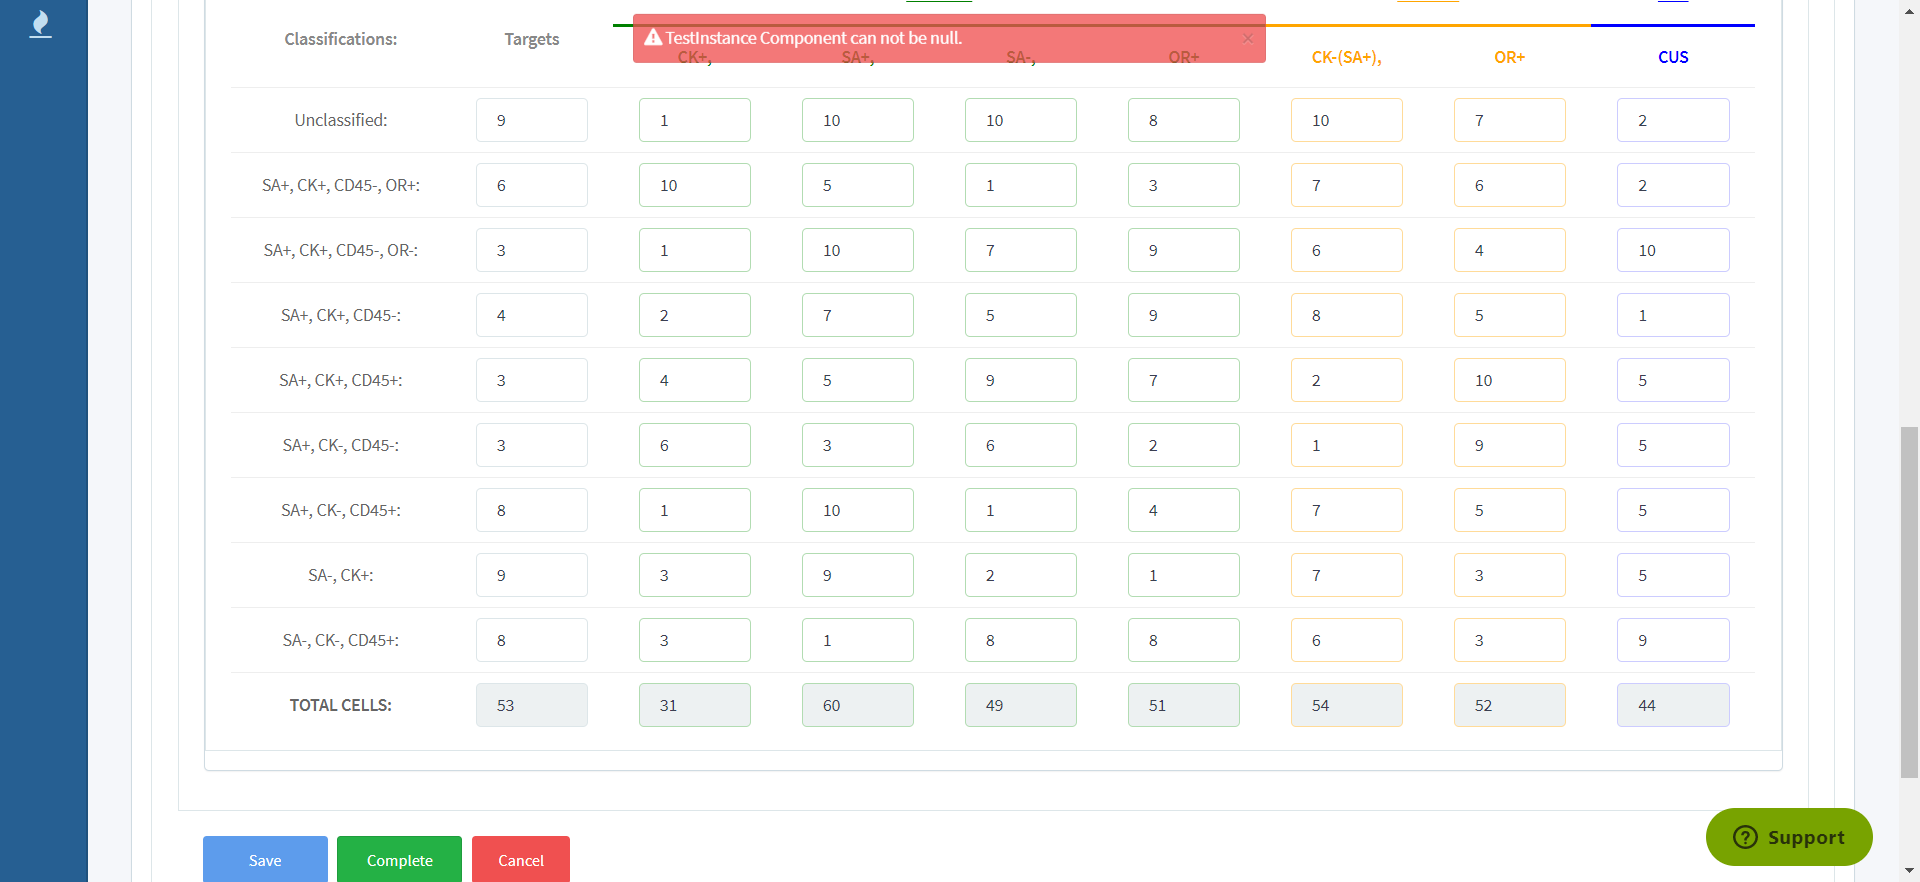 TestInstance Component can not be null. ×
Classifications: Targets CK+, SA+, SA-, OR+ CK-(SA+), OR+ CUS
Unclassified: 9 1 10 10 8 10 7 2
SA+, CK+, CD45-, OR+: 6 10 5 1 3 7 6 2
SA+, CK+, CD45-, OR-: 3 1 10 7 9 6 4 10
SA+, CK+, CD45-: 4 2 7 5 9 8 5 1
SA+, CK+, CD45+: 3 4 5 9 7 2 10 5
SA+, CK-, CD45-: 3 6 3 6 2 1 9 5
SA+, CK-, CD45+: 8 1 10 1 4 7 5 5
SA-, CK+: 9 3 9 2 1 7 3 5
SA-, CK-, CD45+: 8 3 1 8 8 6 3 9
TOTAL CELLS: 53 31 60 49 51 54 52 44
Support
Save Complete Cancel